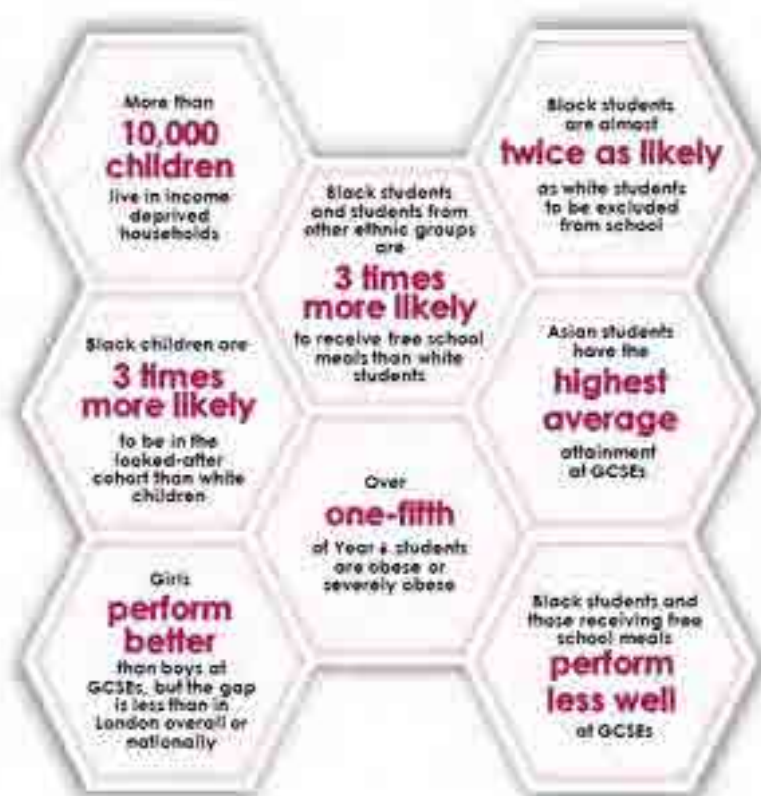 More than
10,000
children
live in income
deprived
households
Black students
and students from
other ethnic groups
are
3 times
more likely
to receive free school
meals than white
students
Black students
are almost
twice as likely
as white students
to be excluded
from school
Black children are
3 times
more likely
to be in the
looked-after
cohort than white
children
Over
one-fifth
of Year 6 students
are obese or
severely obese
Asian students
have the
highest
average
attainment
at GCSEs
Girls
perform
better
than boys at
GCSEs, but the gap
is less than in
London overall or
nationally
Black students and
those receiving free
school meals
perform
less well
at GCSEs